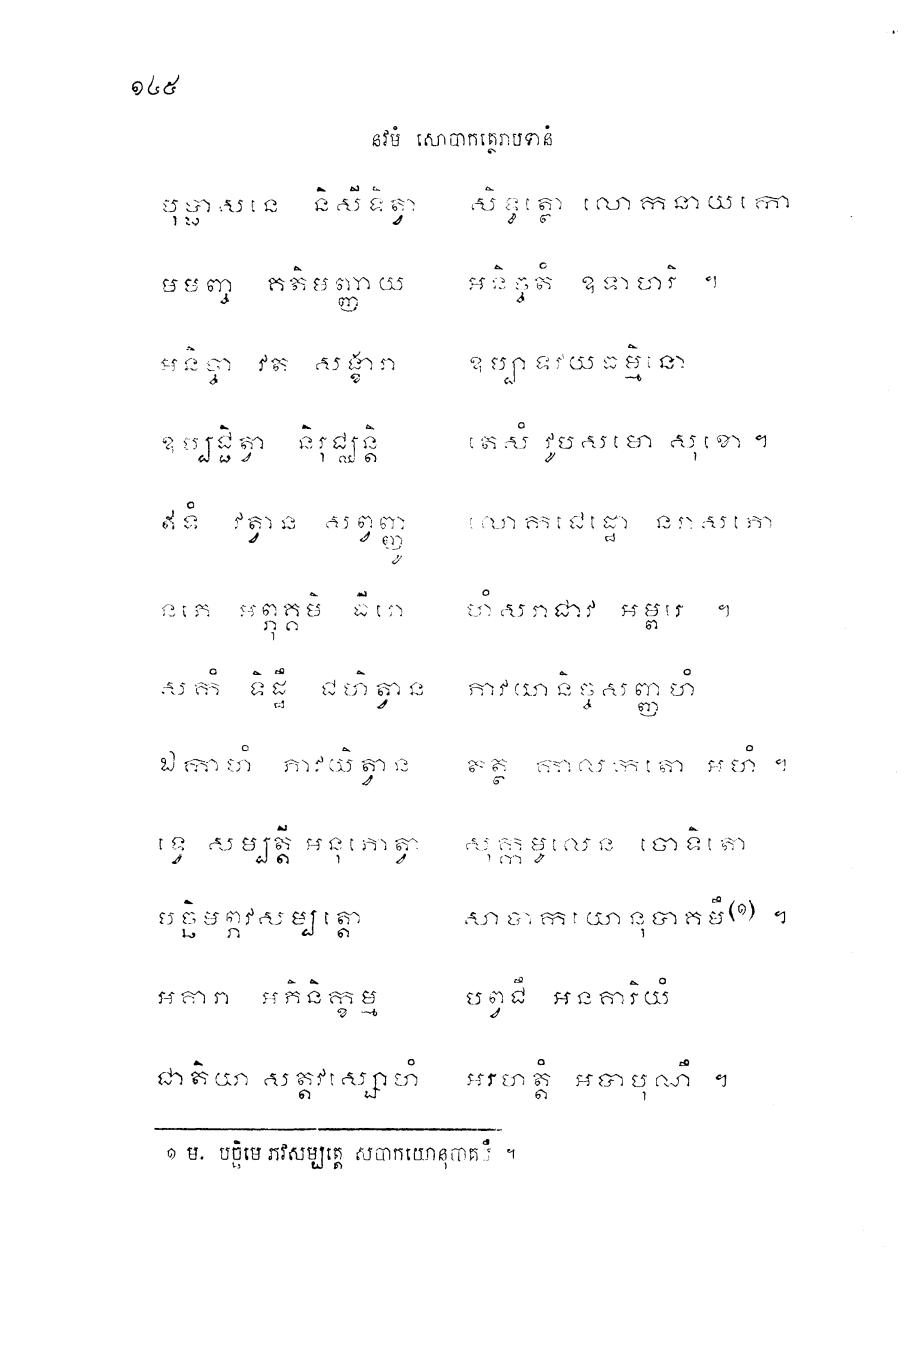 ១៤៥
នវមំ សោបាកត្ថេរាបទានំ
បុប្ផាសនេ និសីទិត្វា សិទ្ធត្ថោ លោកនាយកោ
មមញ្ច គតិមញ្ញាយ អនិច្ចតំ ឧទាហរិ ។
អនិច្ចា វត សង្ខារា ឧប្បាទវយធម្មិនោ
ឧប្បជ្ជិត្វា និរុជ្ឈន្តិ តេសំ វូបសមោ សុខោ ។
ឥទំ វត្វាន សព្វញ្ញូ លោកជេដ្ឋោ នរាសភោ
នភេ អព្ភុគ្គមិ ធីរោ ហំសរាជាវ អម្ពរេ ។
សកំ ទិដ្ឋឹ ជហិត្វាន ភាវយានិច្ចសញ្ញហំ
ឯកាហំ ភាវយិត្វាន តត្ថ កាលកតោ អហំ ។
ទ្វេ សម្បត្តី អនុភោត្វា សុក្កមូលេន ចោទិតោ
បច្ឆិមព្ភវសម្បត្តោ សាបាកយោនុបាគមឹ(១) ។
អគារា អភិនិក្ខម្ម បព្វជឹ អនគារិយំ
ជាតិយា សត្តវស្សោហំ អរហត្តំ អបាបុណឹ ។
១ ម. បច្ឆិមេ ភវសម្បត្តេ សបាកយោនុបាគមឹ ។